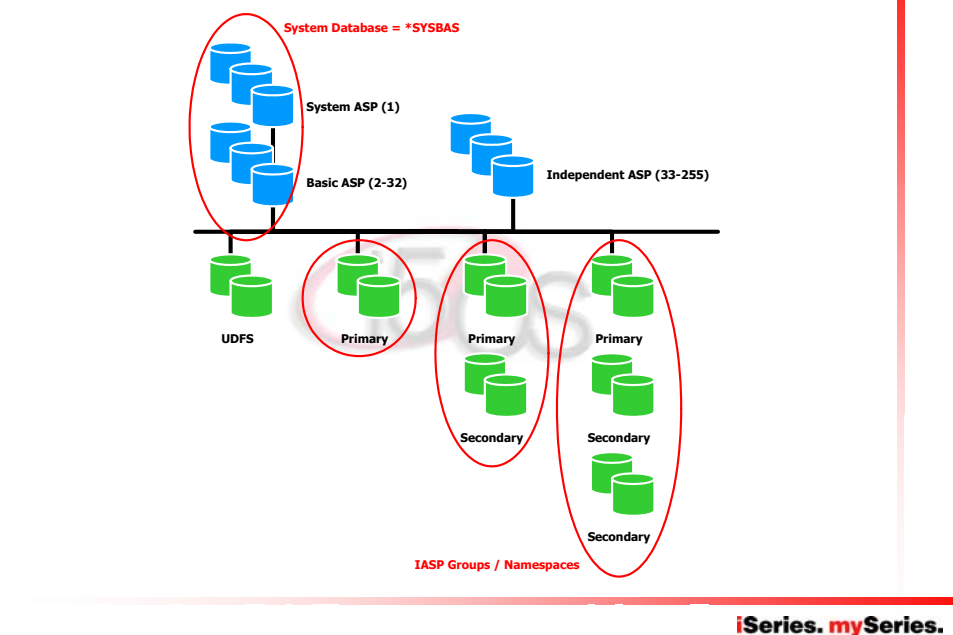 System Database = *SYSBAS
System ASP (1)
Basic ASP (2-32)
Independent ASP (33-255)
i5OS
UDFS
Primary
Primary
Primary
Secondary
Secondary
Secondary
IASP Groups / Namespaces
iSeries. mySeries.